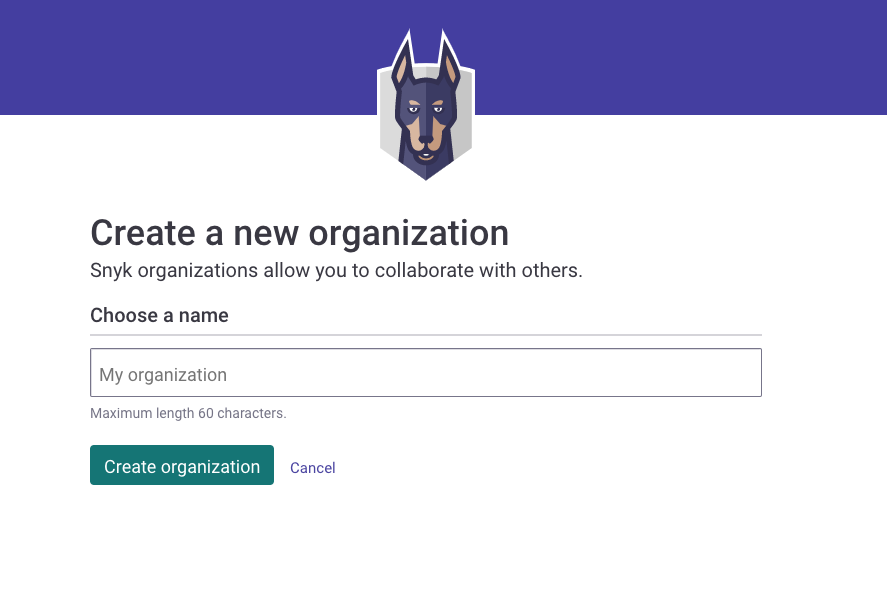 Create a new organization
Snyk organizations allow you to collaborate with others.
Choose a name
My organization
Maximum length 60 characters.
Create organization
Cancel